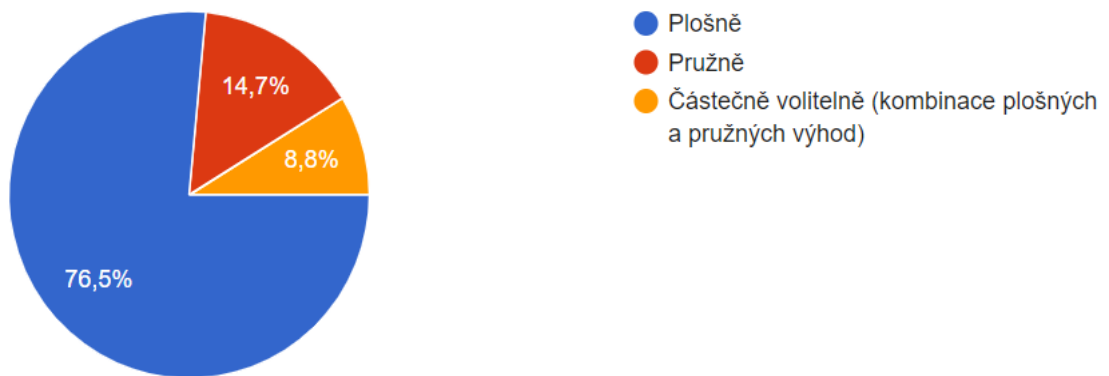 Plošně
Pružně
Částečně volitelně (kombinace plošných
a pružných výhod)
14,7%
8,8%
76,5%